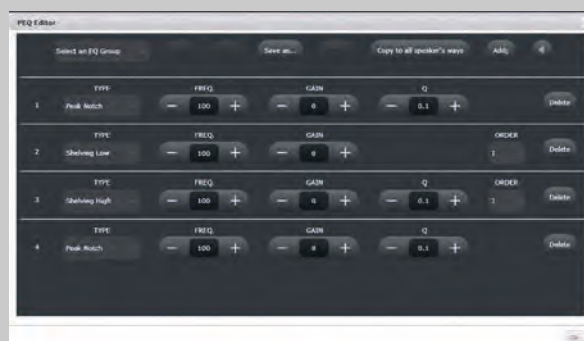 PEQ Editor
Select an EQ Group Save as... Copy to all speaker's ways Add
TYPE FREQ. GAIN Q
1 Peak Notch − 100 + − 0 + − 0.1 + Delete
TYPE FREQ. GAIN ORDER
2 Shelving Low − 100 + − 0 + Delete
TYPE FREQ. GAIN Q ORDER
3 Shelving High − 100 + − 0 + − 0.1 + Delete
TYPE FREQ. GAIN Q
4 Peak Notch − 100 + − 0 + − 0.1 + Delete